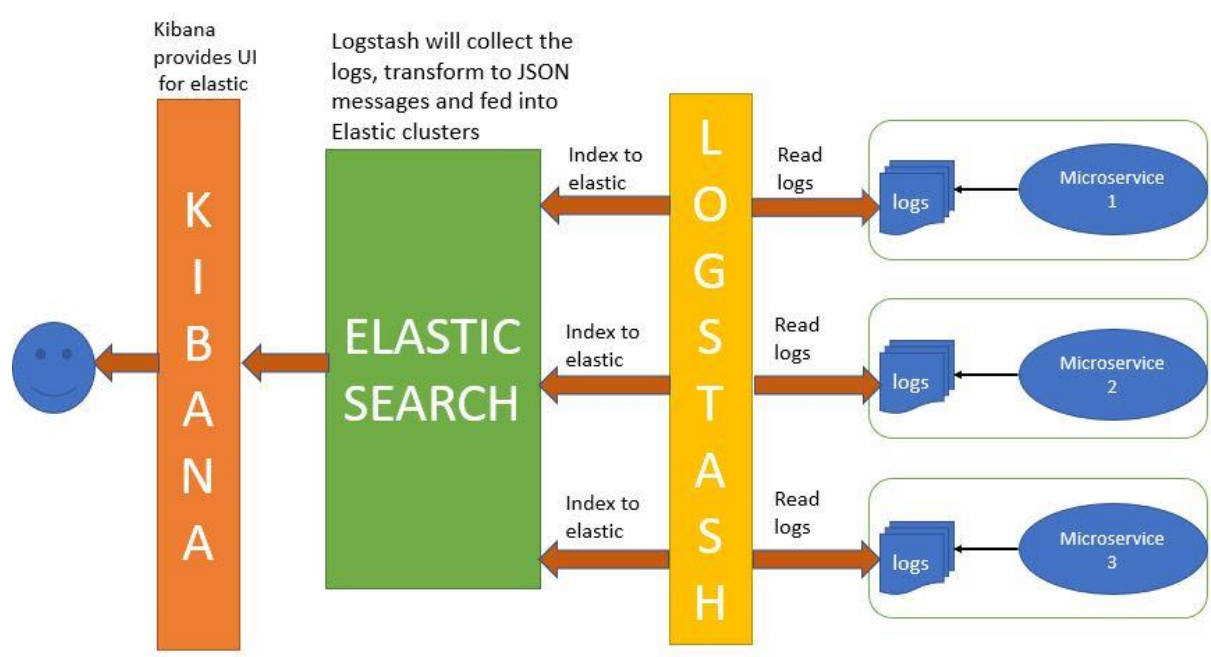 Kibana
provides UI
for elastic
Logstash will collect the
logs, transform to JSON
messages and fed into
Elastic clusters
KIBANA
ELASTIC
SEARCH
LOGSTASH
Index to
elastic
Read
logs
logs
Microservice
1
Index to
elastic
Read
logs
logs
Microservice
2
Index to
elastic
Read
logs
logs
Microservice
3